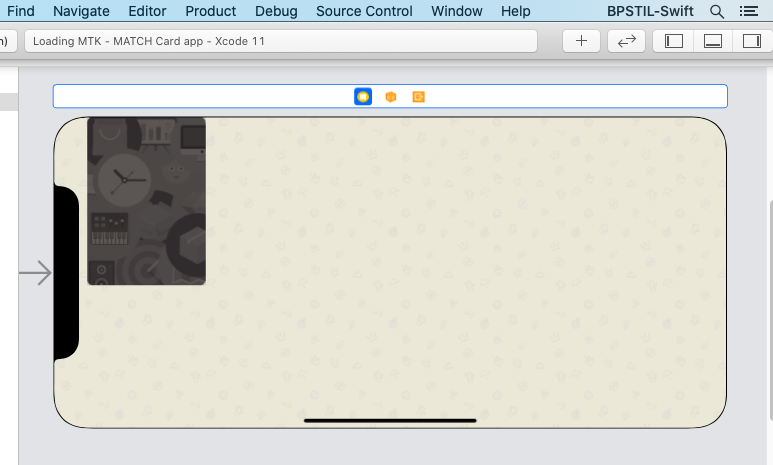 Find Navigate Editor Product Debug Source Control Window Help BPSTIL-Swift
) Loading MTK - MATCH Card app - Xcode 11